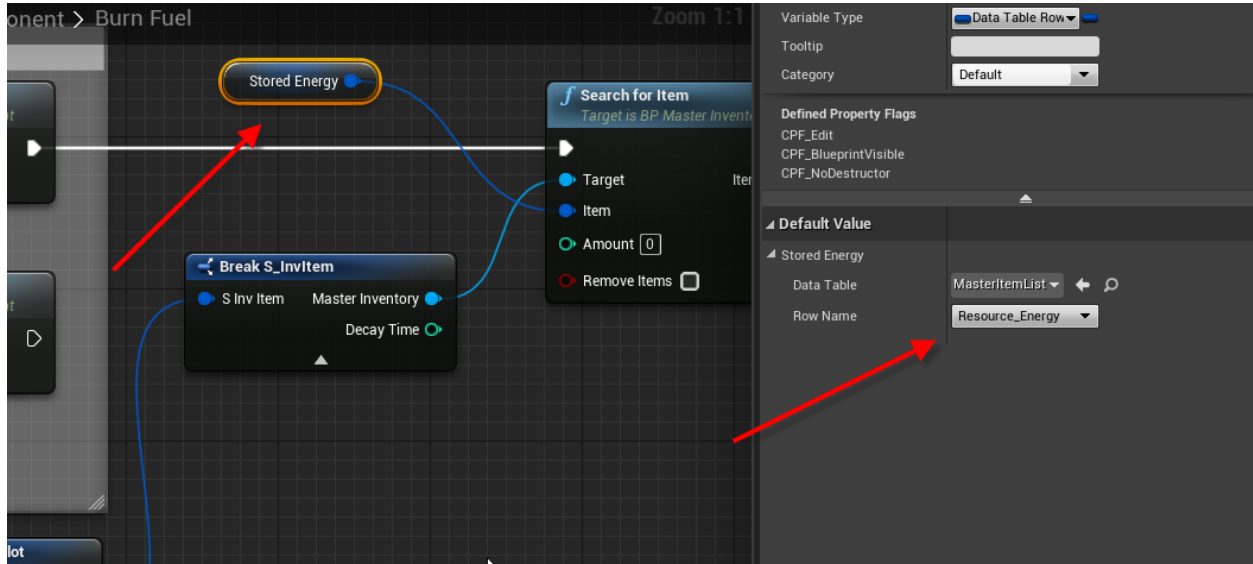 onent > Burn Fuel
Zoom 1:1
Stored Energy
Search for Item
Target is BP Master Invento
Target
Iter
Item
Amount 0
Remove Items
Break S_InvItem
S Inv Item
Master Inventory
Decay Time
lot
Variable Type
Data Table Row
Tooltip
Category
Default
Defined Property Flags
CPF_Edit
CPF_BlueprintVisible
CPF_NoDestructor
Default Value
Stored Energy
Data Table
MasterItemList
Row Name
Resource_Energy